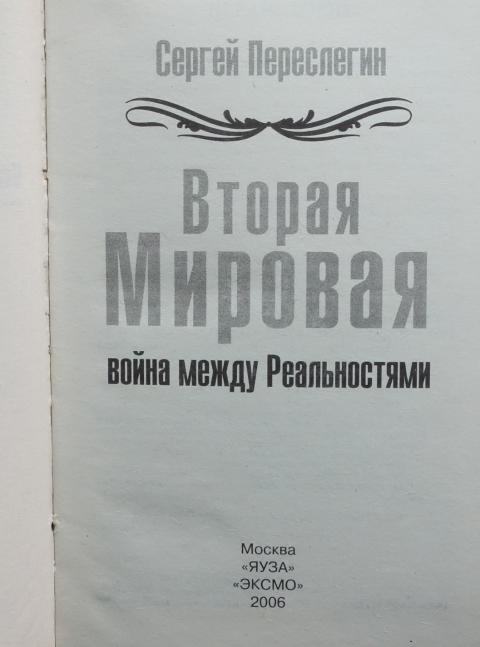 Сергей Переслегин
Вторая
Мировая
война между Реальностями
Москва
«ЯУЗА»
«ЭКСМО»
2006